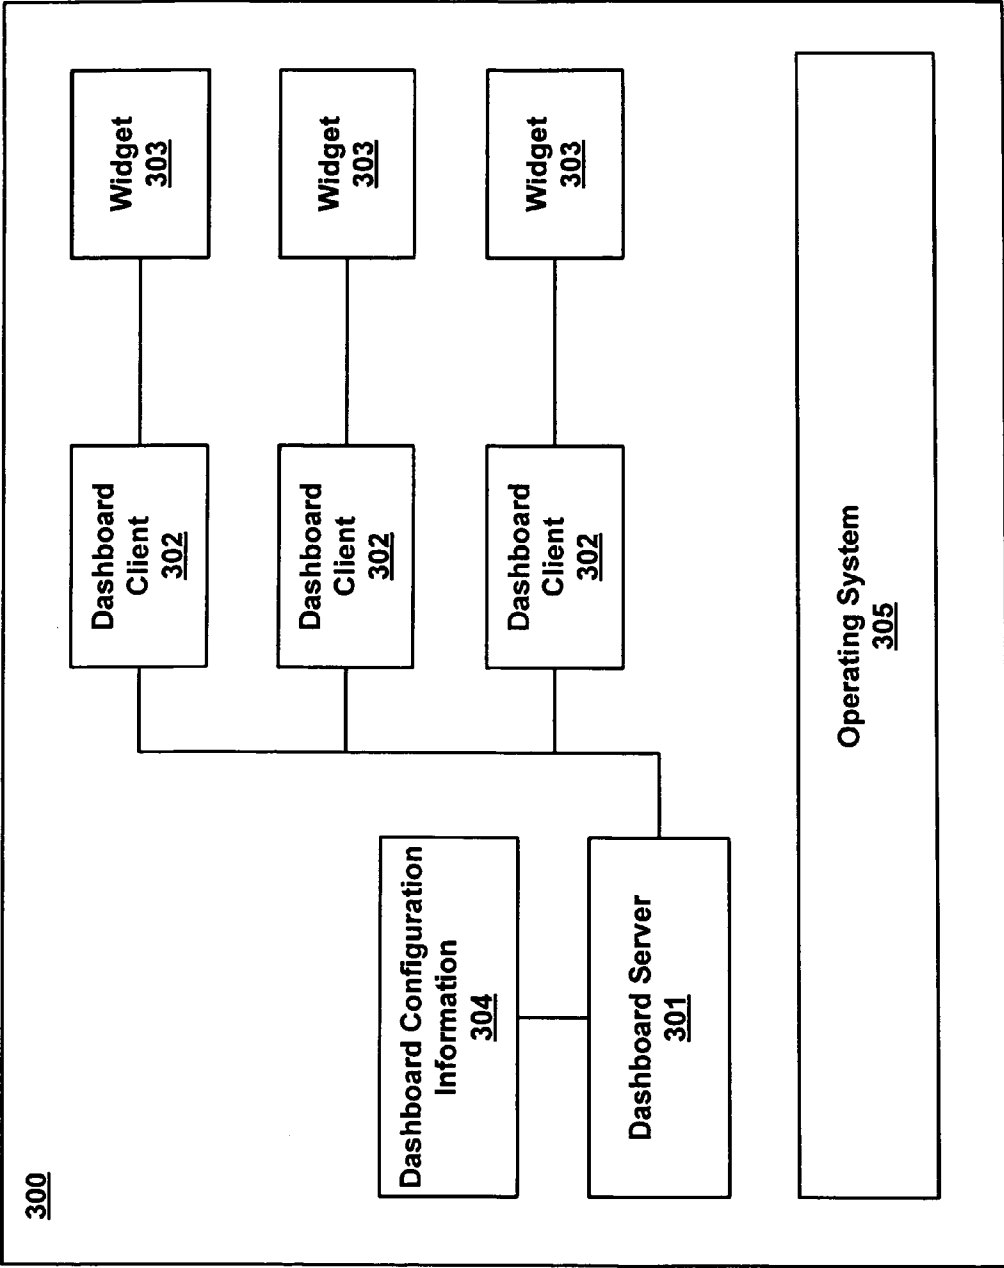 300
Dashboard Configuration
Information
304
Dashboard Server
301
Dashboard
Client
302
Dashboard
Client
302
Dashboard
Client
302
Widget
303
Widget
303
Widget
303
Operating System
305